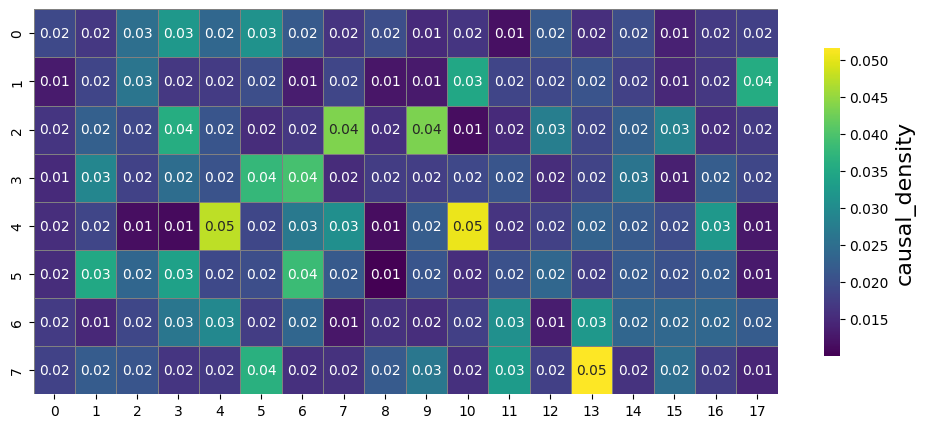 0 0.02 0.02 0.03 0.03 0.02 0.03 0.02 0.02 0.02 0.01 0.02 0.01 0.02 0.02 0.02 0.01 0.02 0.02
1 0.01 0.02 0.03 0.02 0.02 0.02 0.01 0.02 0.01 0.01 0.03 0.02 0.02 0.02 0.02 0.01 0.02 0.04
2 0.02 0.02 0.02 0.04 0.02 0.02 0.02 0.04 0.02 0.04 0.01 0.02 0.03 0.02 0.02 0.03 0.02 0.02
3 0.01 0.03 0.02 0.02 0.02 0.04 0.04 0.02 0.02 0.02 0.02 0.02 0.02 0.02 0.03 0.01 0.02 0.02
4 0.02 0.02 0.01 0.01 0.05 0.02 0.03 0.03 0.01 0.02 0.05 0.02 0.02 0.02 0.02 0.02 0.03 0.01
5 0.02 0.03 0.02 0.03 0.02 0.02 0.04 0.02 0.01 0.02 0.02 0.02 0.02 0.02 0.02 0.02 0.02 0.01
6 0.02 0.01 0.02 0.03 0.03 0.02 0.02 0.01 0.02 0.02 0.02 0.03 0.01 0.03 0.02 0.02 0.02 0.02
7 0.02 0.02 0.02 0.02 0.02 0.04 0.02 0.02 0.02 0.03 0.02 0.03 0.02 0.05 0.02 0.02 0.02 0.01
0 1 2 3 4 5 6 7 8 9 10 11 12 13 14 15 16 17
0.050
0.045
0.040
0.035
0.030
0.025
0.020
0.015
causal_density